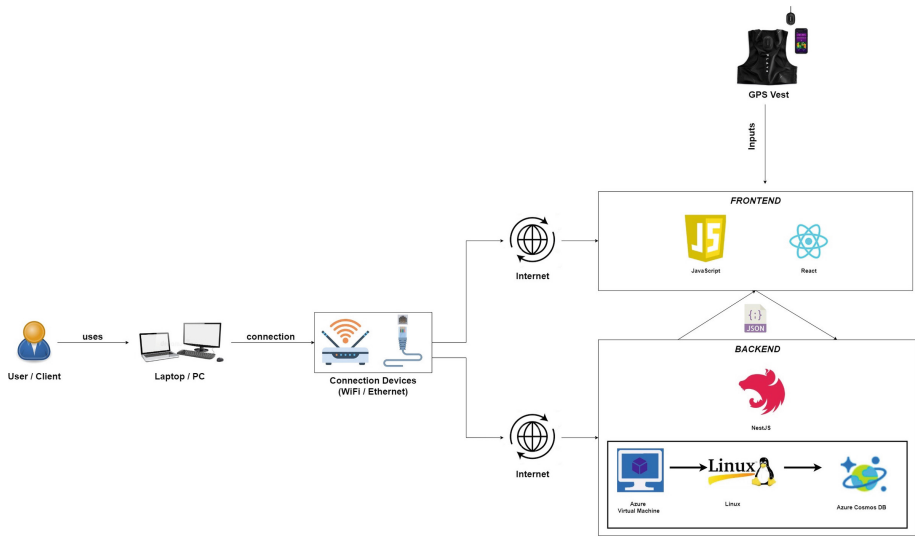 GPS Vest
Inputs
FRONTEND
JS
JavaScript
React
Internet
{;}
JSON
uses
connection
User / Client
Laptop / PC
Connection Devices
(WiFi / Ethernet)
BACKEND
NestJS
Internet
Linux
Azure
Virtual Machine
Linux
Azure Cosmos DB